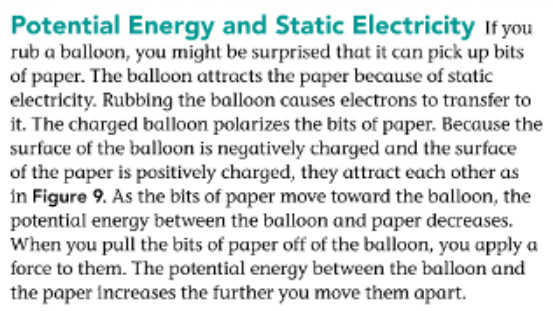 Potential Energy and Static Electricity If you
rub a balloon, you might be surprised that it can pick up bits
of paper. The balloon attracts the paper because of static
electricity. Rubbing the balloon causes electrons to transfer to
it. The charged balloon polarizes the bits of paper. Because the
surface of the balloon is negatively charged and the surface
of the paper is positively charged, they attract each other as
in Figure 9. As the bits of paper move toward the balloon, the
potential energy between the balloon and paper decreases.
When you pull the bits of paper off of the balloon, you apply a
force to them. The potential energy between the balloon and
the paper increases the further you move them apart.